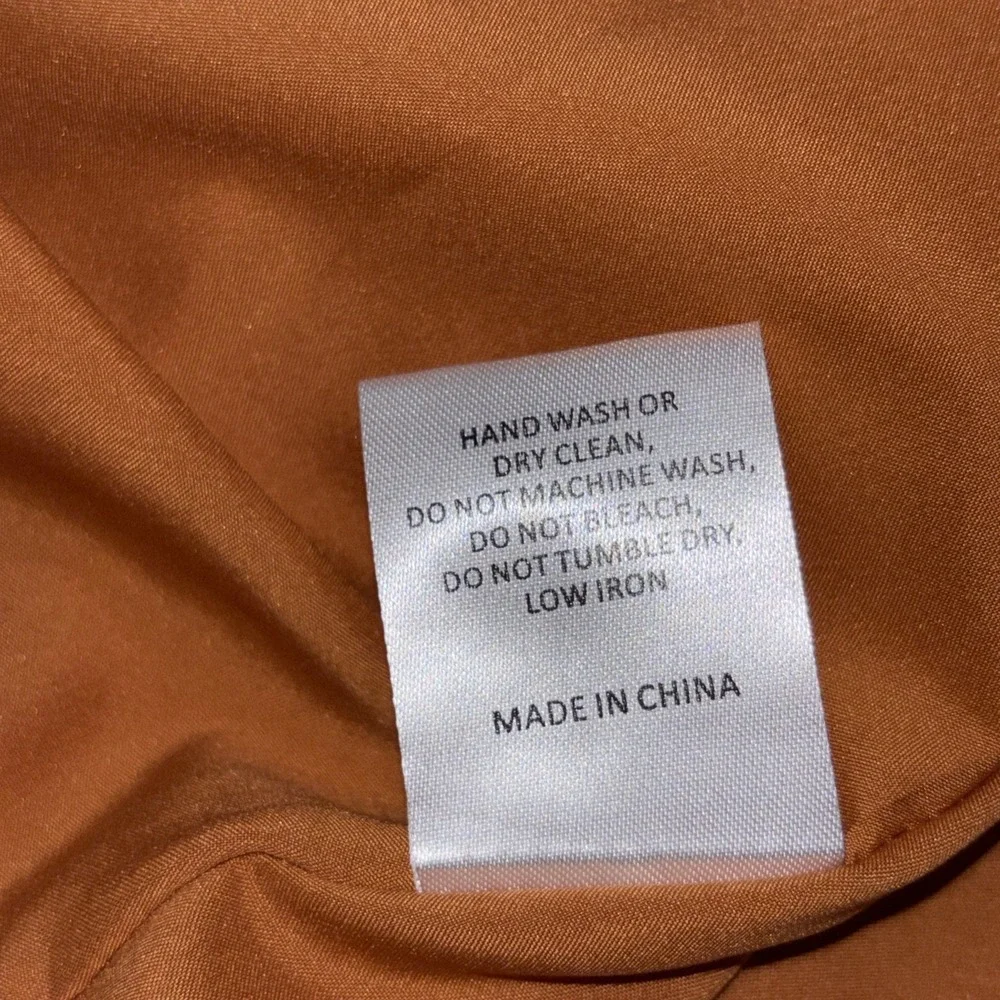 HAND WASH OR
DRY CLEAN,
DO NOT MACHINE WASH,
DO NOT BLEACH,
DO NOT TUMBLE DRY,
LOW IRON
MADE IN CHINA